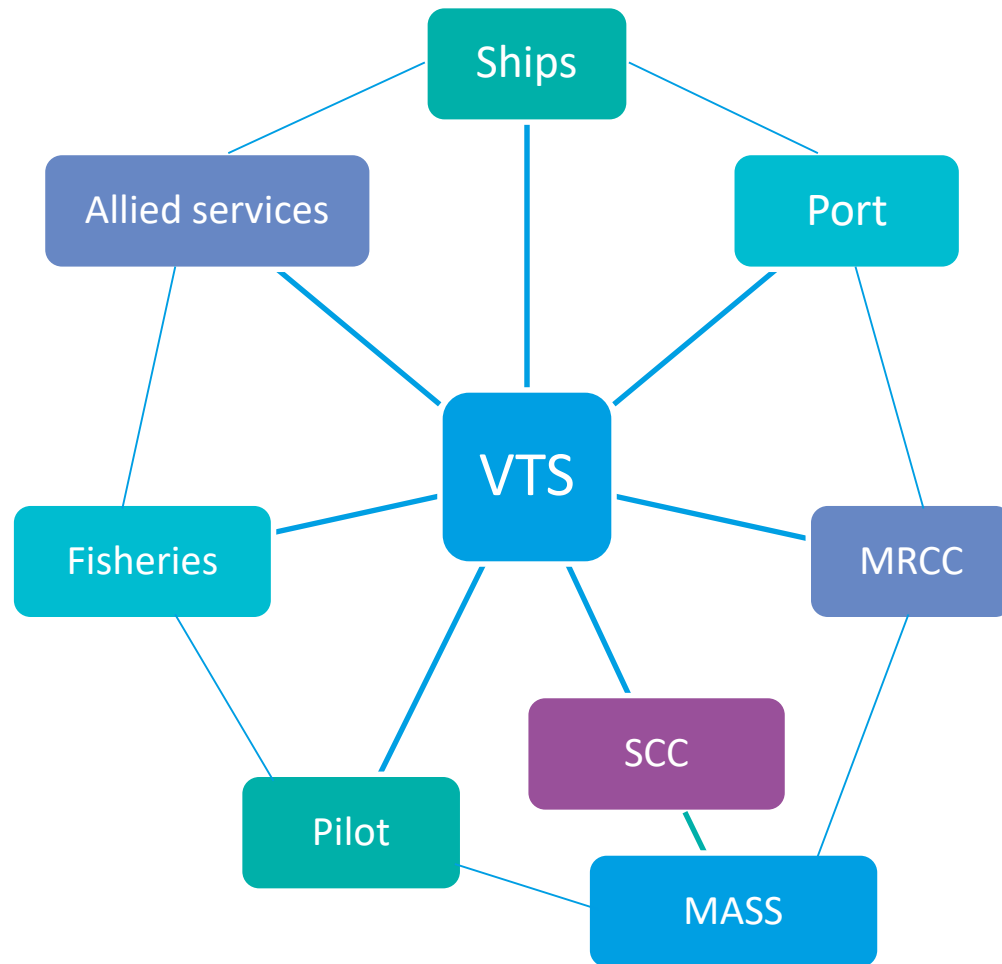 Ships
Allied services
Port
VTS
Fisheries
MRCC
SCC
Pilot
MASS